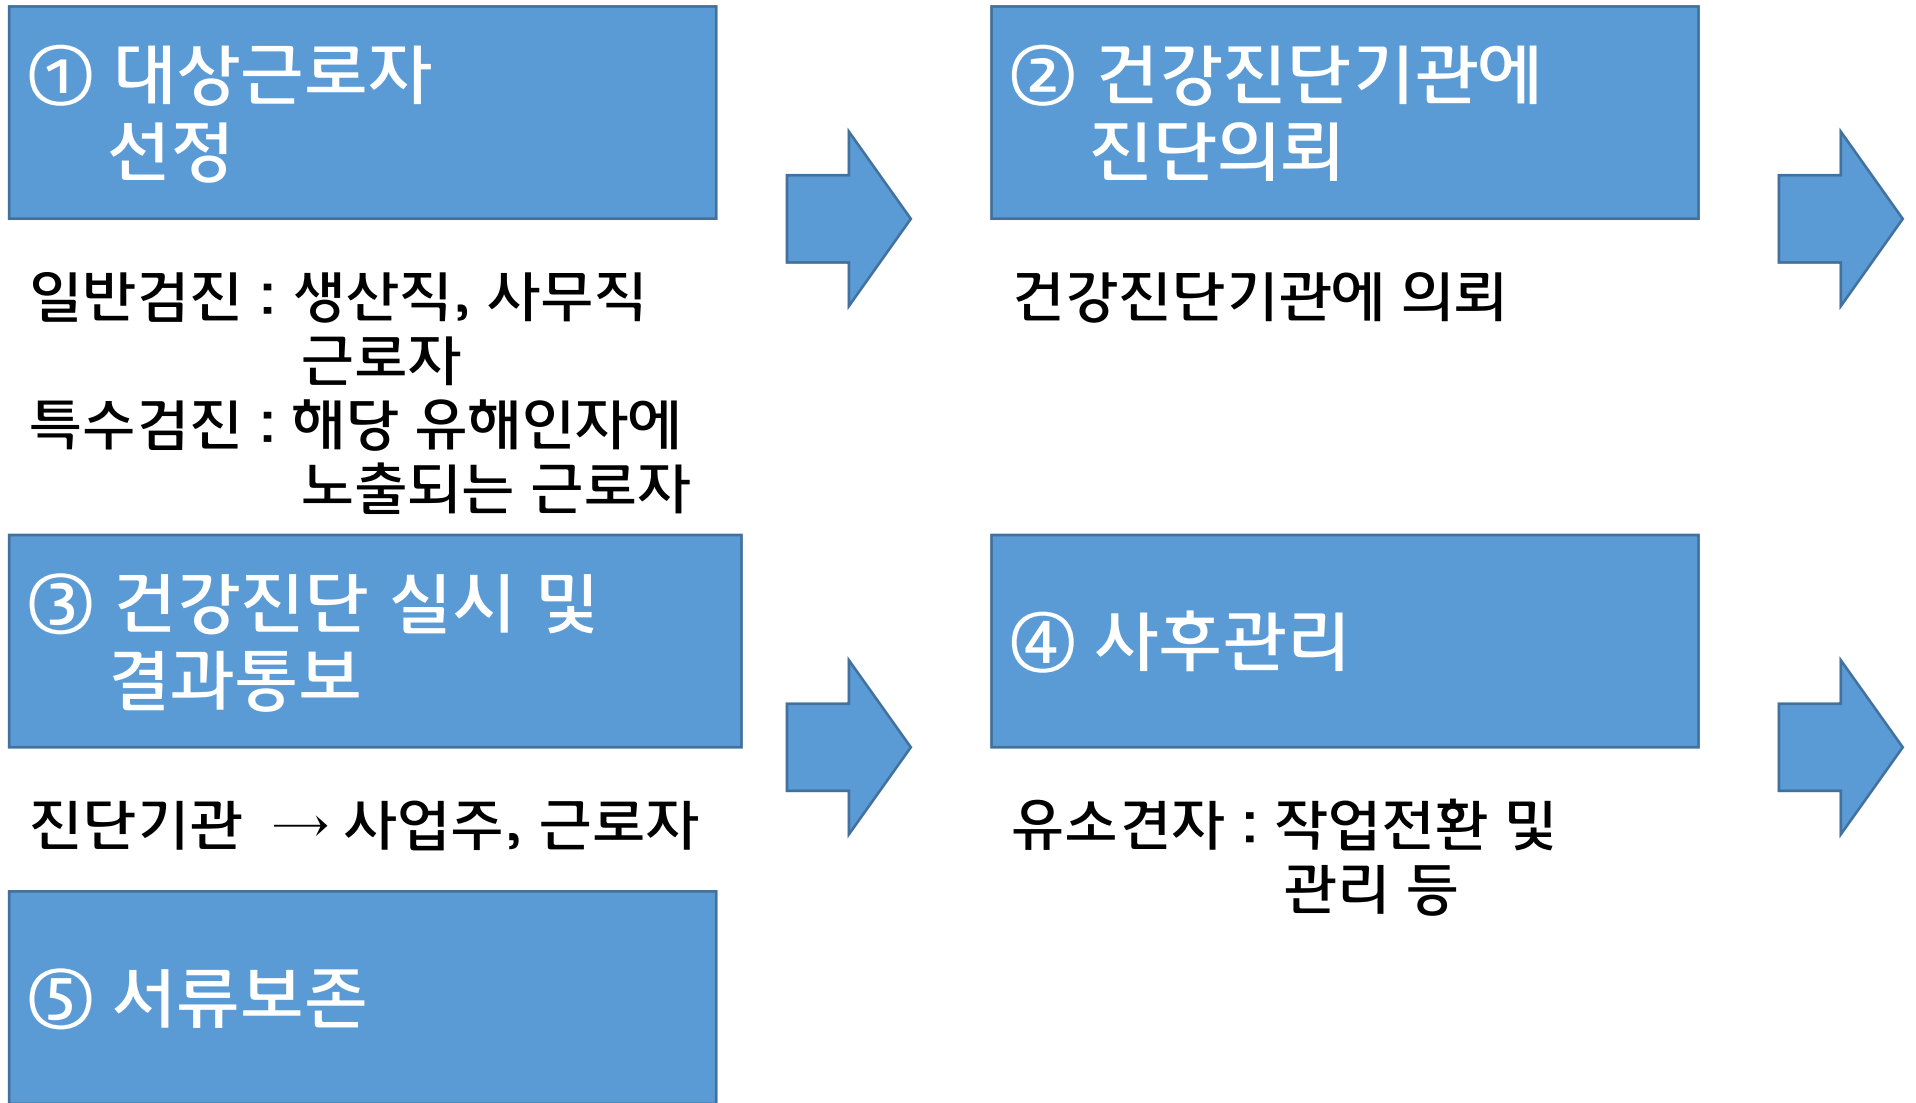 ① 대상근로자
선정
② 건강진단기관에
진단의뢰
일반검진 : 생산직, 사무직
근로자
특수검진 : 해당 유해인자에
노출되는 근로자
건강진단기관에 의뢰
③ 건강진단 실시 및
결과통보
④ 사후관리
진단기관 → 사업주, 근로자
유소견자 : 작업전환 및
관리 등
⑤ 서류보존